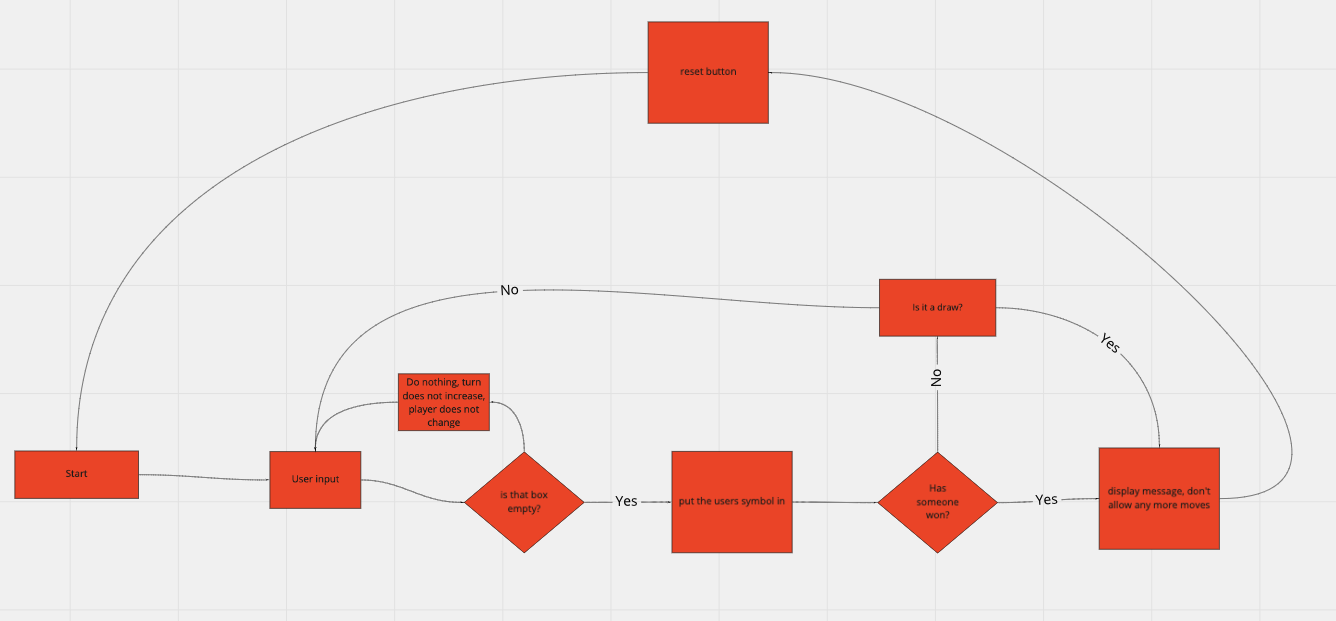 reset button
No
Is it a draw?
Yes
No
Do nothing, turn
does not increase,
player does not
change
Start
User input
is that box
empty?
Yes
put the users symbol in
Has
someone
won?
Yes
display message, don't
allow any more moves